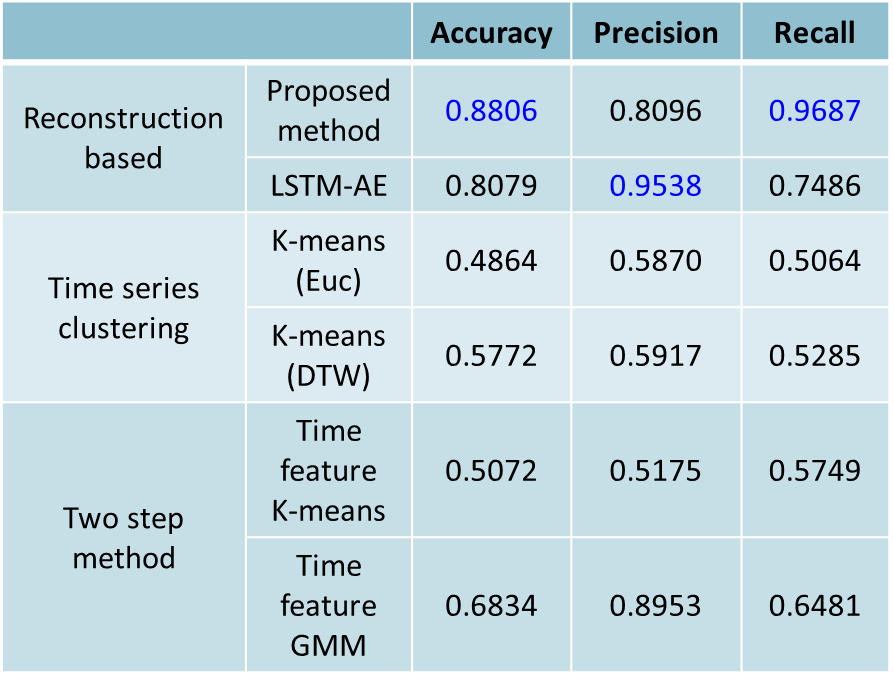 Accuracy Precision Recall
Reconstruction
based
Proposed
method
0.8806 0.8096 0.9687
LSTM-AE 0.8079 0.9538 0.7486
Time series
clustering
K-means
(Euc)
0.4864 0.5870 0.5064
K-means
(DTW)
0.5772 0.5917 0.5285
Two step
method
Time
feature
K-means
0.5072 0.5175 0.5749
Time
feature
GMM
0.6834 0.8953 0.6481